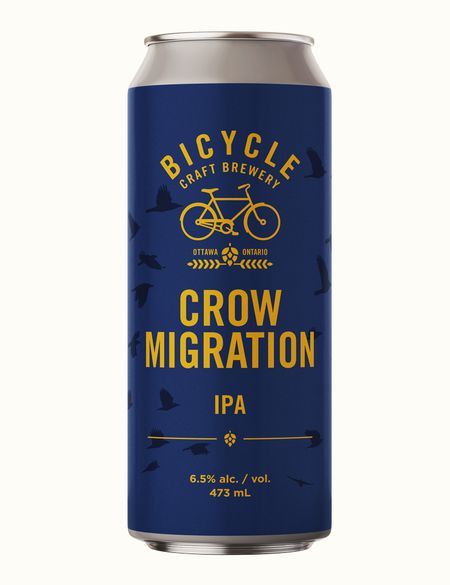 BICYCLE
CRAFT BREWERY
OTTAWA ONTARIO
CROW
MIGRATION
IPA
6.5% alc. / vol.
473 mL